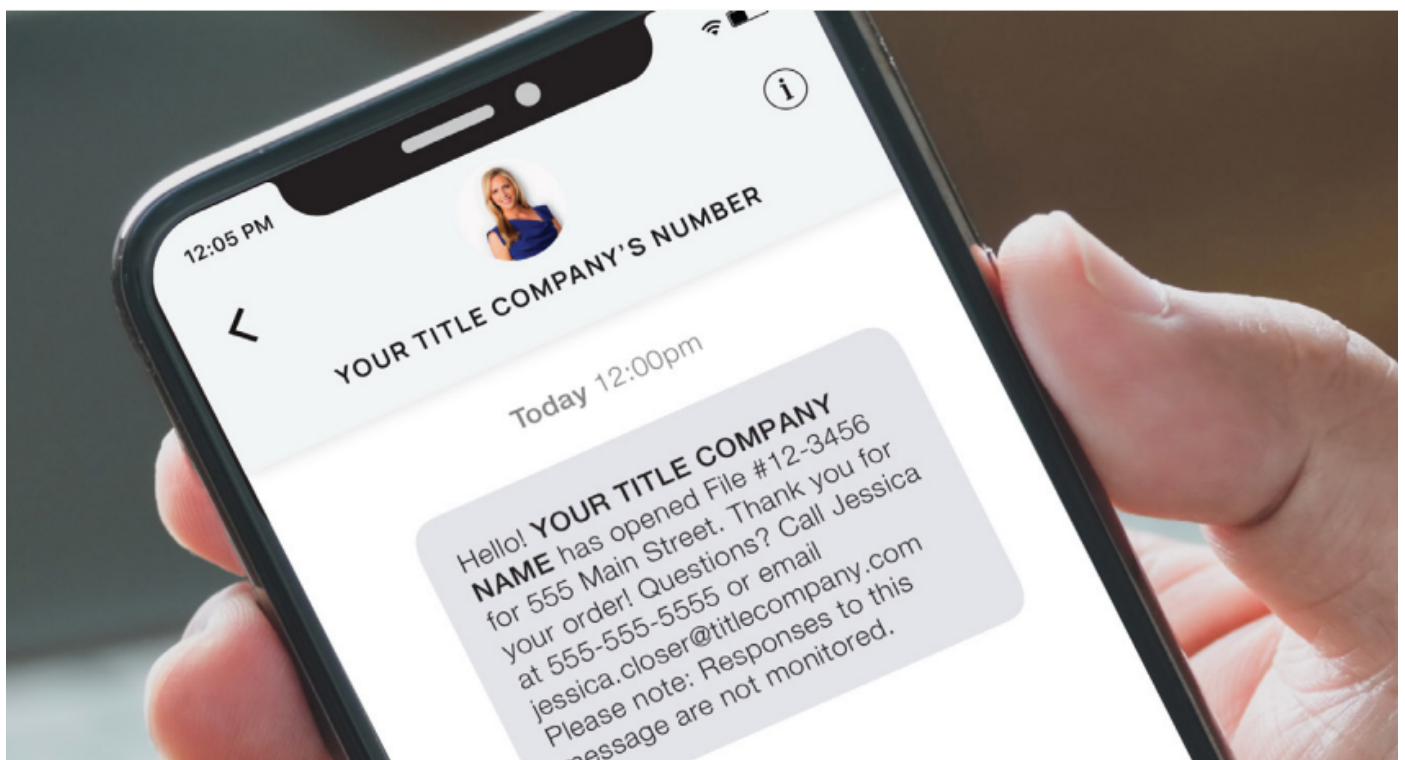 12:05 PM
i
YOUR TITLE COMPANY'S NUMBER
Today 12:00pm
Hello! YOUR TITLE COMPANY
NAME has opened File #12-3456
for 555 Main Street. Thank you for
your order! Questions? Call Jessica
at 555-555-5555 or email
jessica.closer@titlecompany.com
Please note: Responses to this
message are not monitored.